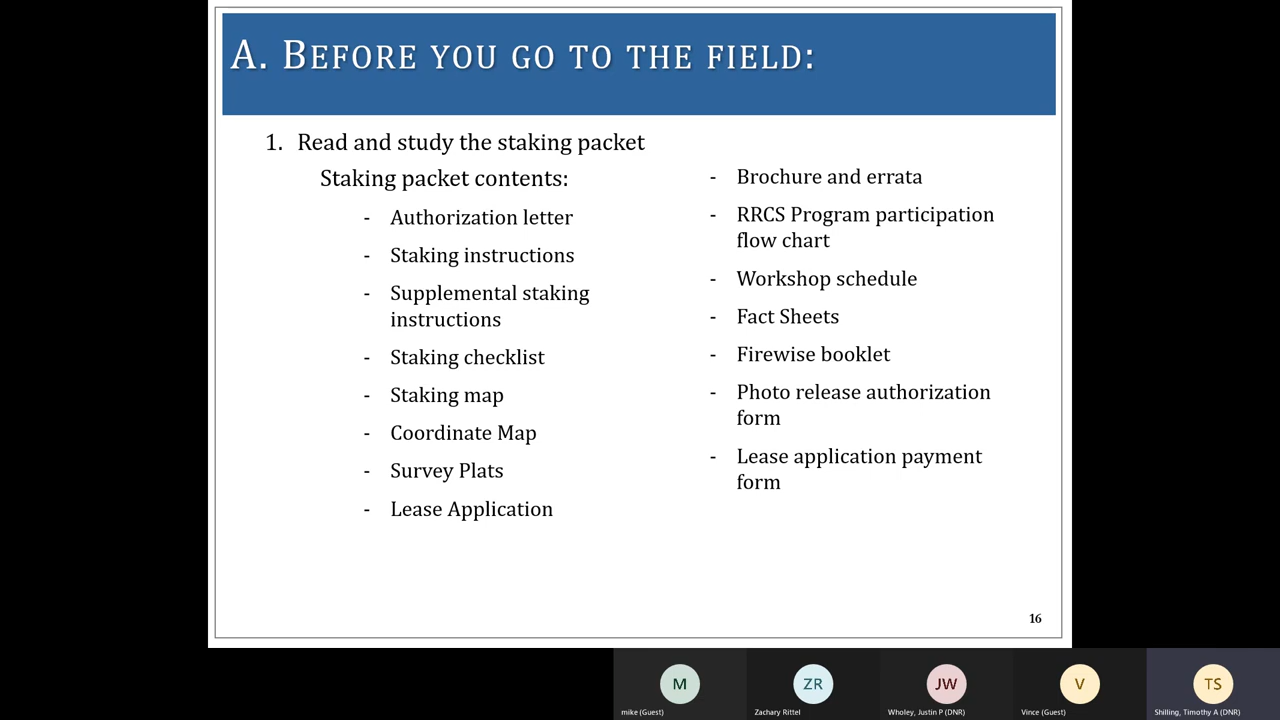 A. BEFORE YOU GO TO THE FIELD:
1. Read and study the staking packet
Staking packet contents:
- Authorization letter
- Staking instructions
- Supplemental staking
instructions
- Staking checklist
- Staking map
- Coordinate Map
- Survey Plats
- Lease Application
- Brochure and errata
- RRCS Program participation
flow chart
- Workshop schedule
- Fact Sheets
- Firewise booklet
- Photo release authorization
form
- Lease application payment
form
16
M
ZR
JW
V
TS
mike (Guest)
Zachary Rittel
Wholey, Justin P (DNR)
Vince (Guest)
Shilling, Timothy A (DNR)